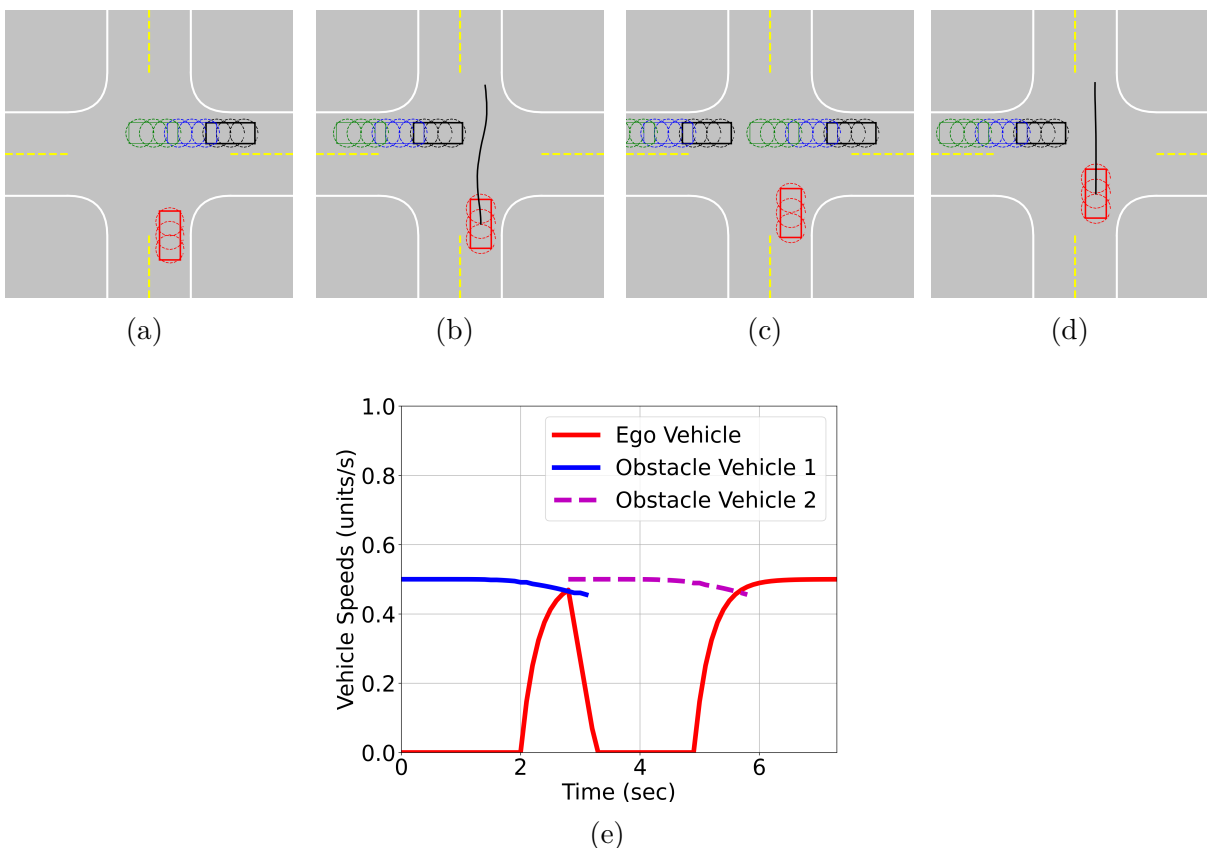 (a)
(b)
(c)
(d)
1.0
0.8
0.6
0.4
0.2
0.0
Vehicle Speeds (units/s)
Ego Vehicle
Obstacle Vehicle 1
Obstacle Vehicle 2
0
2
4
6
Time (sec)
(e)